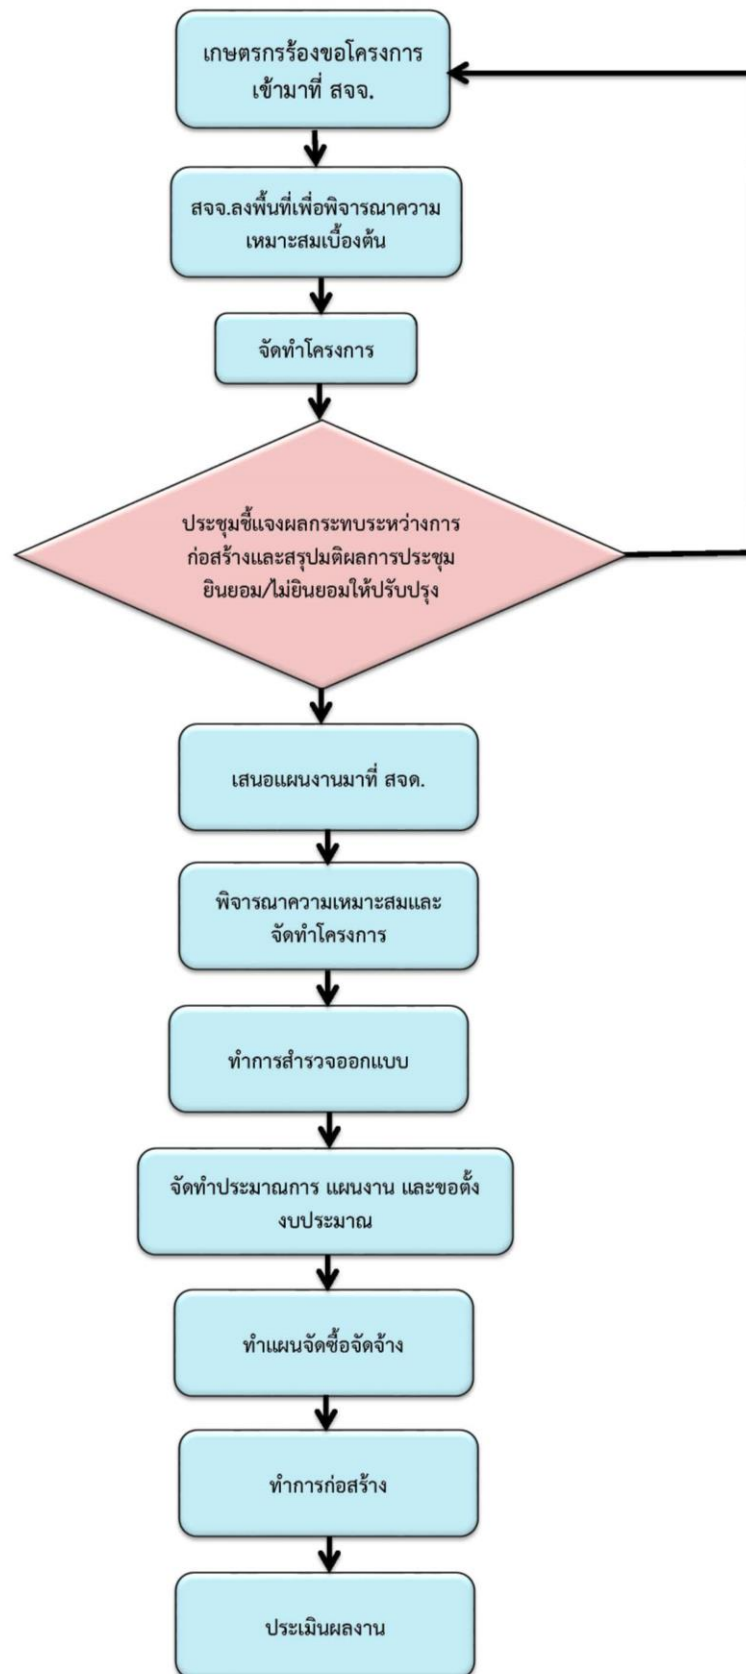 เกษตรกรร้องขอโครงการ
เข้ามาที่ สจจ.
สจจ.ลงพื้นที่เพื่อพิจารณาความ
เหมาะสมเบื้องต้น
จัดทำโครงการ
ประชุมชี้แจงผลกระทบระหว่างการ
ก่อสร้างและสรุปมติผลการประชุม
ยินยอม/ไม่ยินยอมให้ปรับปรุง
เสนอแผนงานมาที่ สจด.
พิจารณาความเหมาะสมและ
จัดทำโครงการ
ทำการสำรวจออกแบบ
จัดทำประมาณการ แผนงาน และขอตั้ง
งบประมาณ
ทำแผนจัดซื้อจัดจ้าง
ทำการก่อสร้าง
ประเมินผลงาน